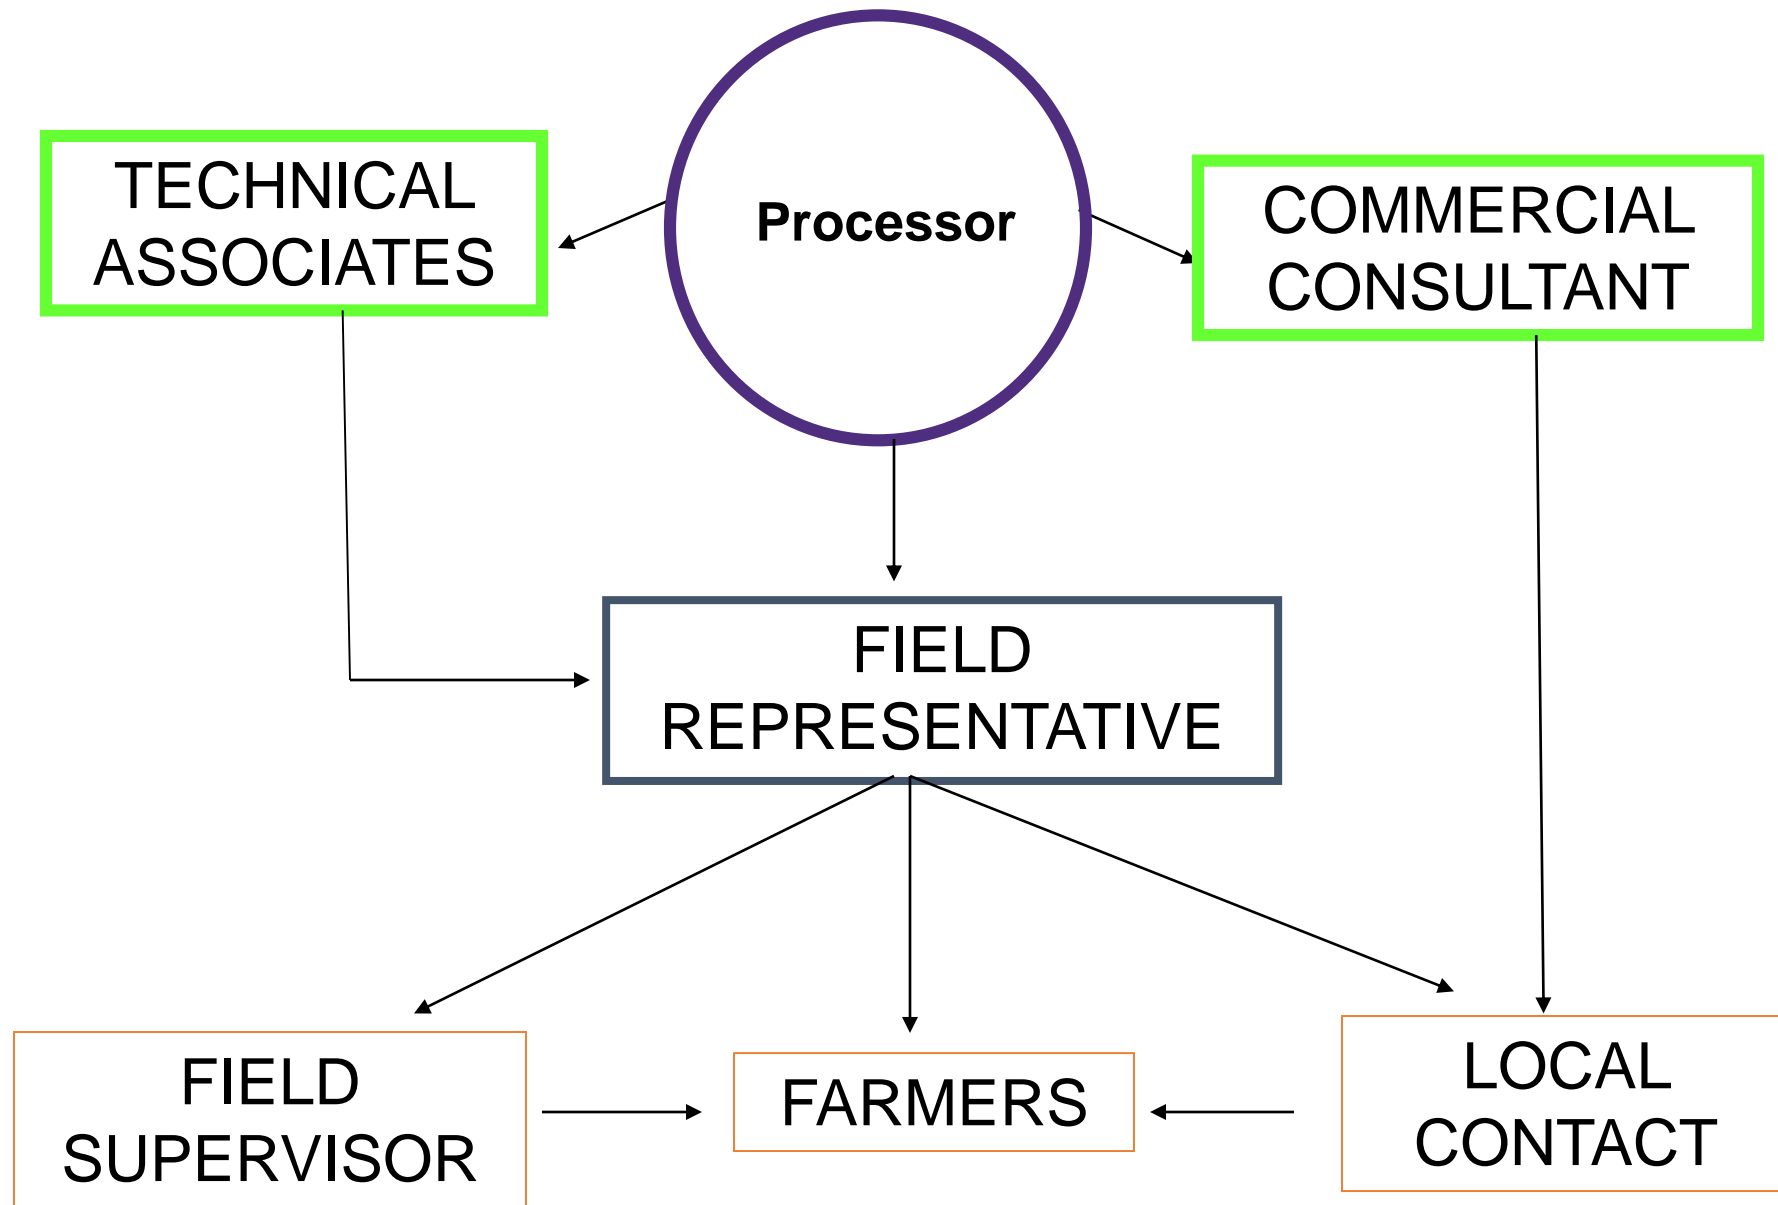 TECHNICAL
ASSOCIATES
Processor
COMMERCIAL
CONSULTANT
FIELD
REPRESENTATIVE
FIELD
SUPERVISOR
FARMERS
LOCAL
CONTACT